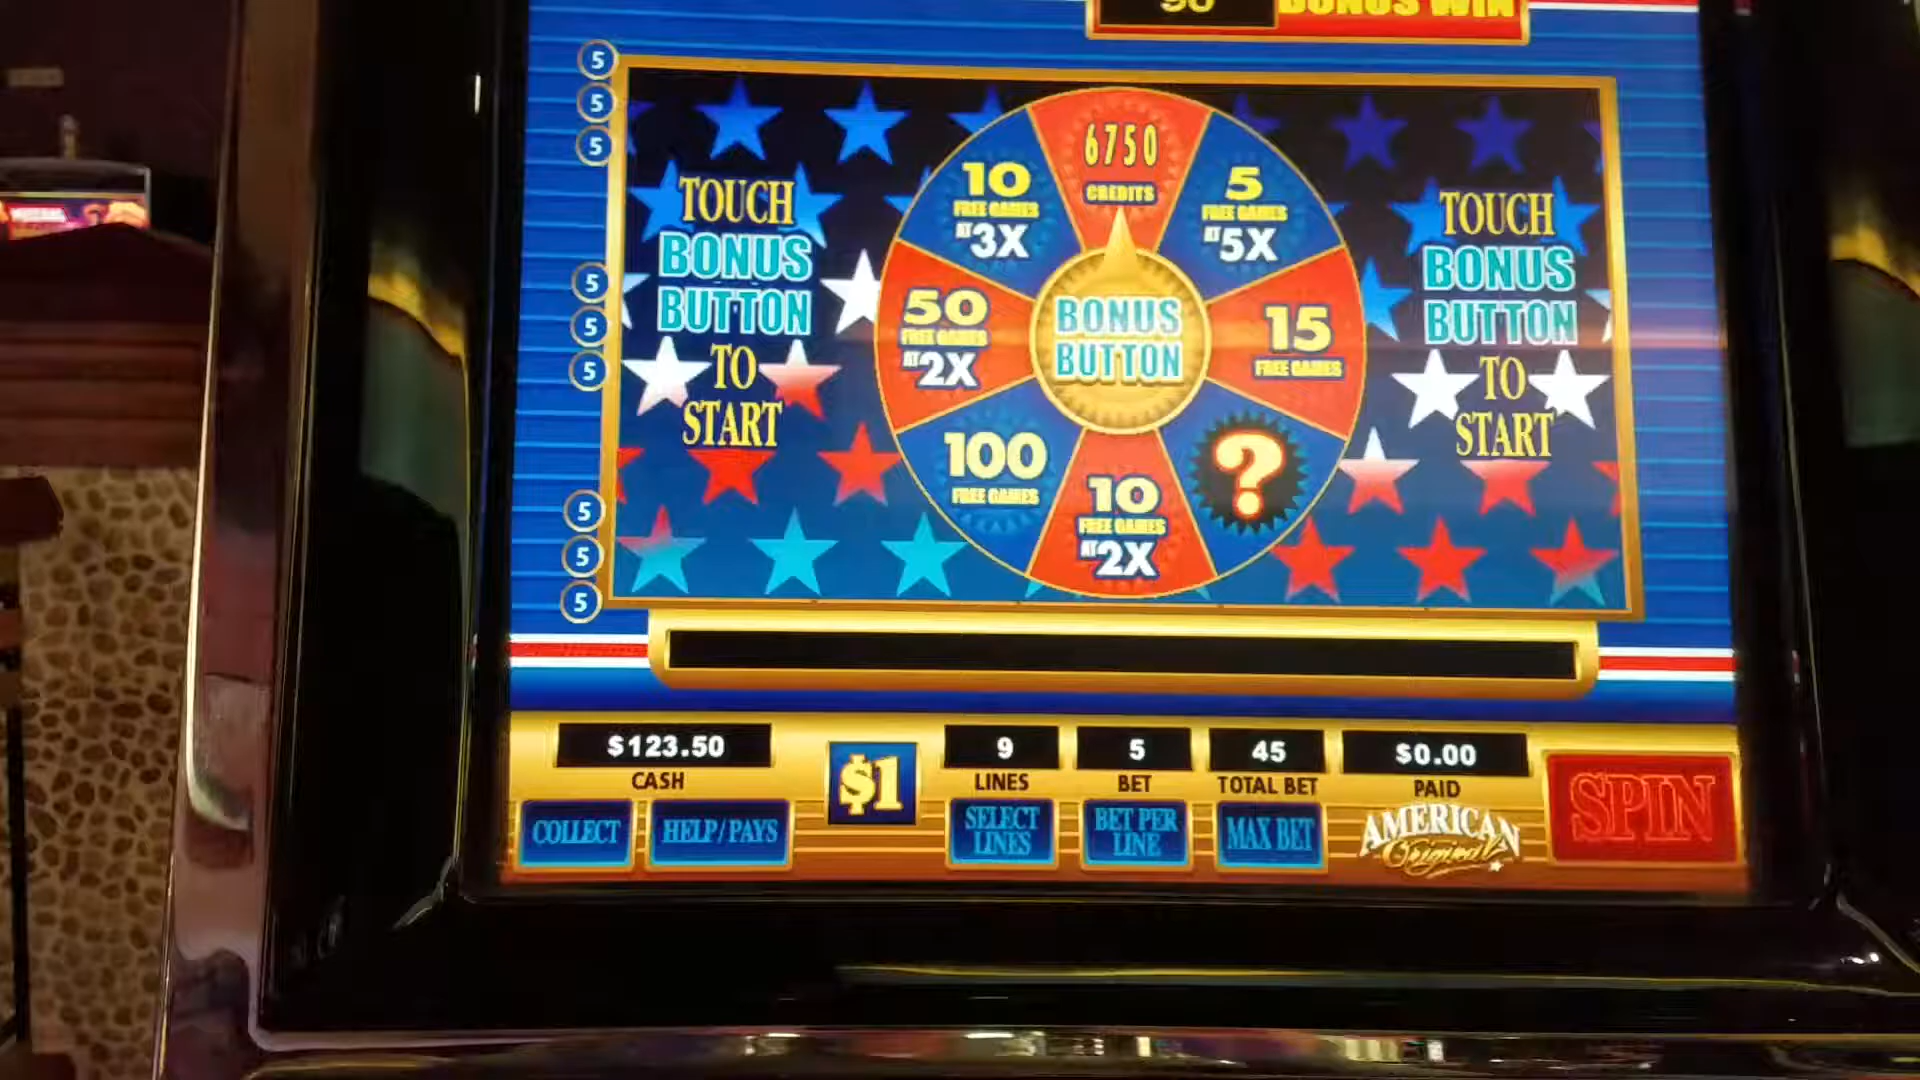 90
BONUS WIN
5
5
5
5
5
5
5
5
5
TOUCH
BONUS
BUTTON
TO
START
6750
CREDITS
10
FREE GAMES
AT 3X
5
FREE GAMES
AT 5X
50
FREE GAMES
AT 2X
15
FREE GAMES
BONUS
BUTTON
100
FREE GAMES
?
10
FREE GAMES
AT 2X
TOUCH
BONUS
BUTTON
TO
START
$123.50
CASH
$1
9
LINES
5
BET
45
TOTAL BET
$0.00
PAID
COLLECT
HELP/PAYS
SELECT
LINES
BET PER
LINE
MAX BET
AMERICAN
Original
SPIN